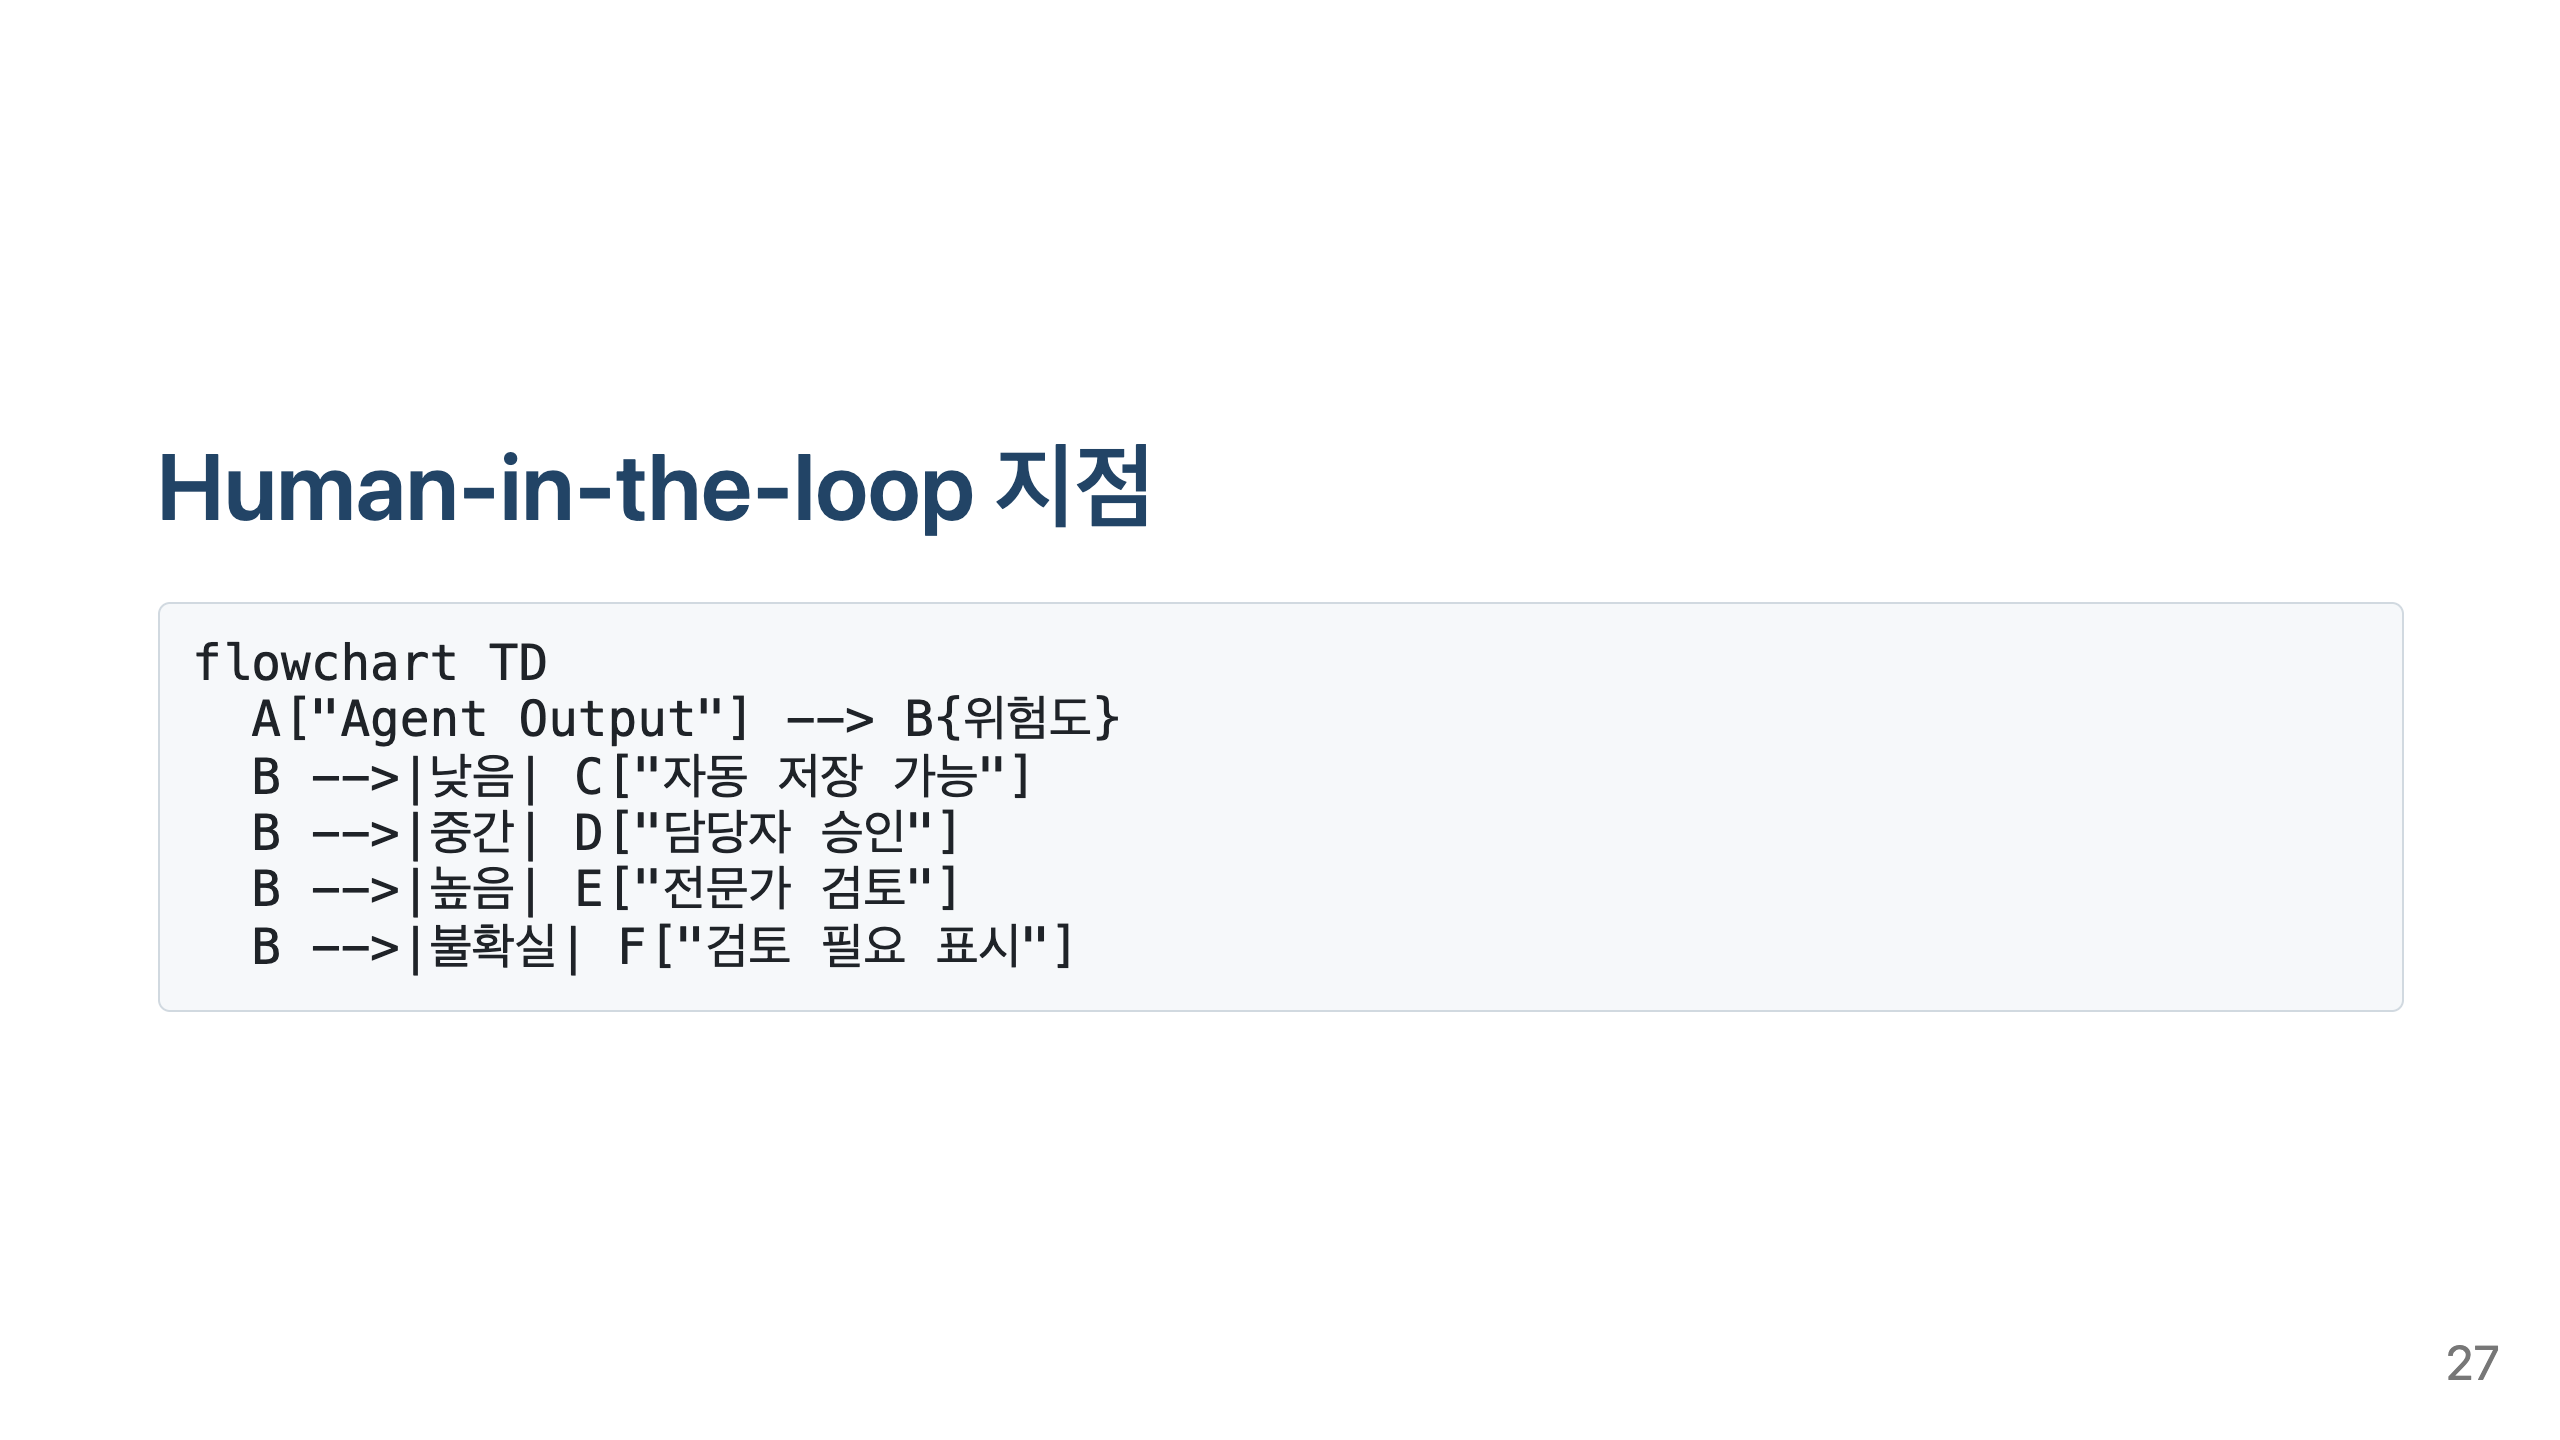 Human-in-the-loop 지점
flowchart TD
  A["Agent Output"] --> B{위험도}
  B -->|낮음| C["자동 저장 가능"]
  B -->|중간| D["담당자 승인"]
  B -->|높음| E["전문가 검토"]
  B -->|불확실| F["검토 필요 표시"]
27